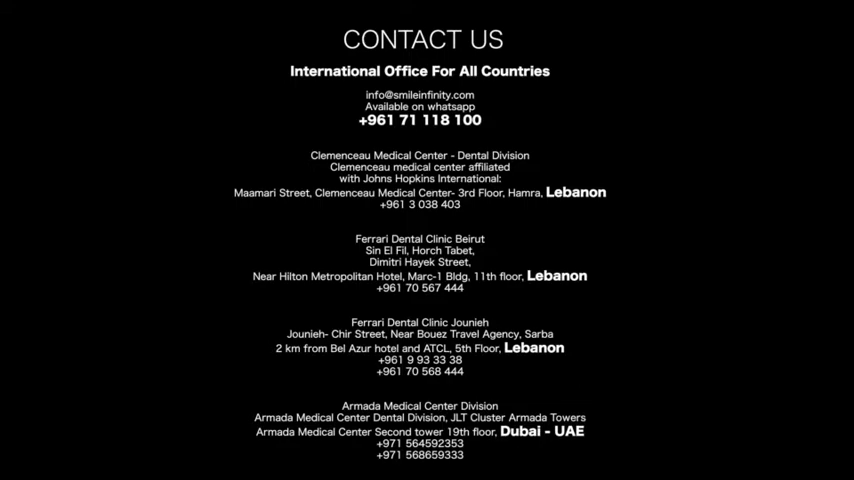 CONTACT US
International Office For All Countries
info@smileinfinity.com
Available on whatsapp
+961 71 118 100
Clemenceau Medical Center - Dental Division
Clemenceau medical center affiliated
with Johns Hopkins International:
Maamari Street, Clemenceau Medical Center- 3rd Floor, Hamra, Lebanon
+961 3 038 403
Ferrari Dental Clinic Beirut
Sin El Fil, Horch Tabet,
Dimitri Hayek Street,
Near Hilton Metropolitan Hotel, Marc-1 Bldg, 11th floor, Lebanon
+961 70 567 444
Ferrari Dental Clinic Jounieh
Jounieh- Chir Street, Near Bouez Travel Agency, Sarba
2 km from Bel Azur hotel and ATCL, 5th Floor, Lebanon
+961 9 93 33 38
+961 70 568 444
Armada Medical Center Division
Armada Medical Center Dental Division, JLT Cluster Armada Towers
Armada Medical Center Second tower 19th floor, Dubai - UAE
+971 564592353
+971 568659333